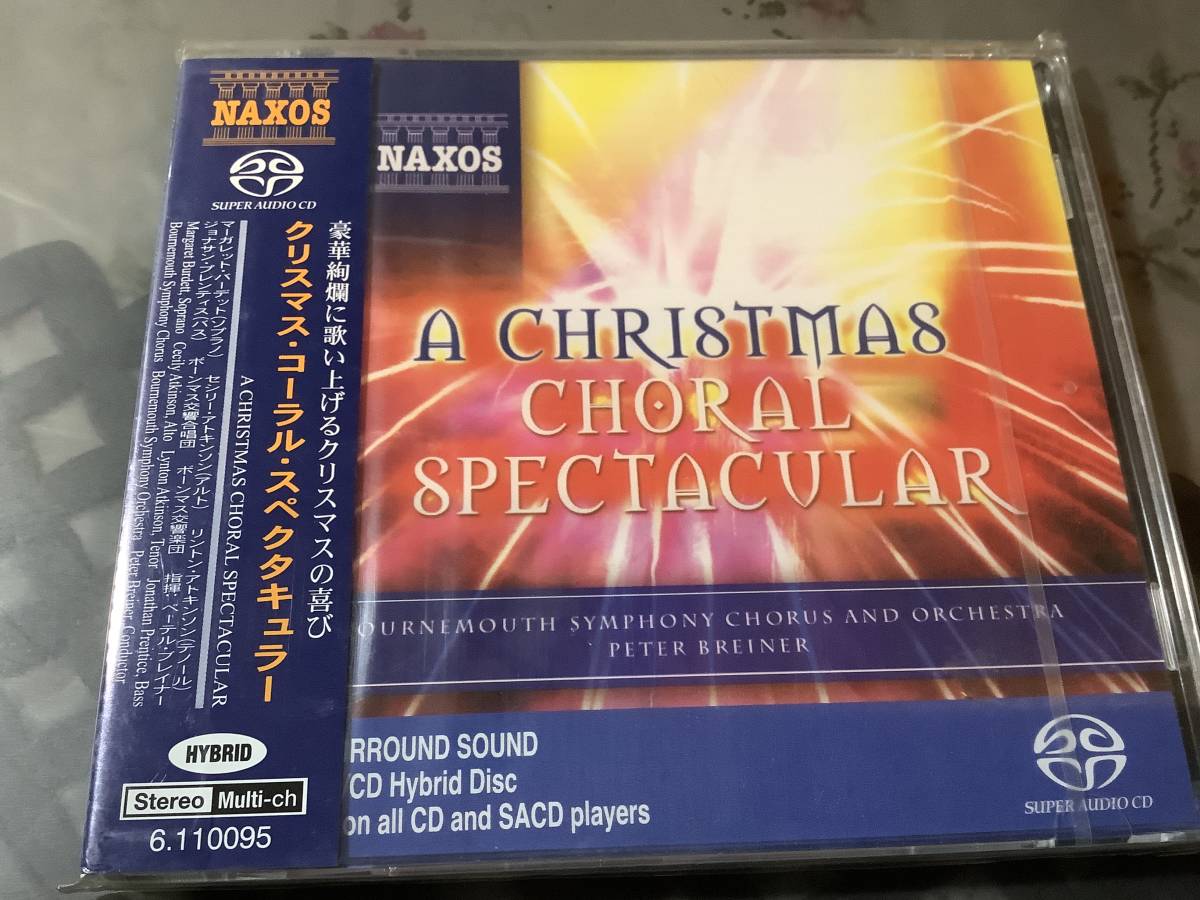 NAXOS
SUPER AUDIO CD
豪華絢爛に歌い上げるクリスマスの喜び
クリスマス・コーラル・スペクタキュラー
A CHRISTMAS CHORAL SPECTACULAR
マーガレット・バーデット(ソプラノ) セシリー・アトキンソン(アルト) リントン・アトキンソン(テノール)
ジョナサン・プレンティス(バス) ボーンマス交響合唱団 ボーンマス交響楽団 指揮:ペーテル・ブレイナー
Margaret Burdett, Soprano Cecily Atkinson, Alto Lynton Atkinson, Tenor Jonathan Prentice, Bass
Bournemouth Symphony Chorus Bournemouth Symphony Orchestra Peter Breiner, Conductor
HYBRID
Stereo Multi-ch
6.110095
NAXOS
A CHRISTMAS
CHORAL
SPECTACULAR
OURNEMOUTH SYMPHONY CHORUS AND ORCHESTRA
PETER BREINER
RROUND SOUND
/CD Hybrid Disc
on all CD and SACD players
SUPER AUDIO CD